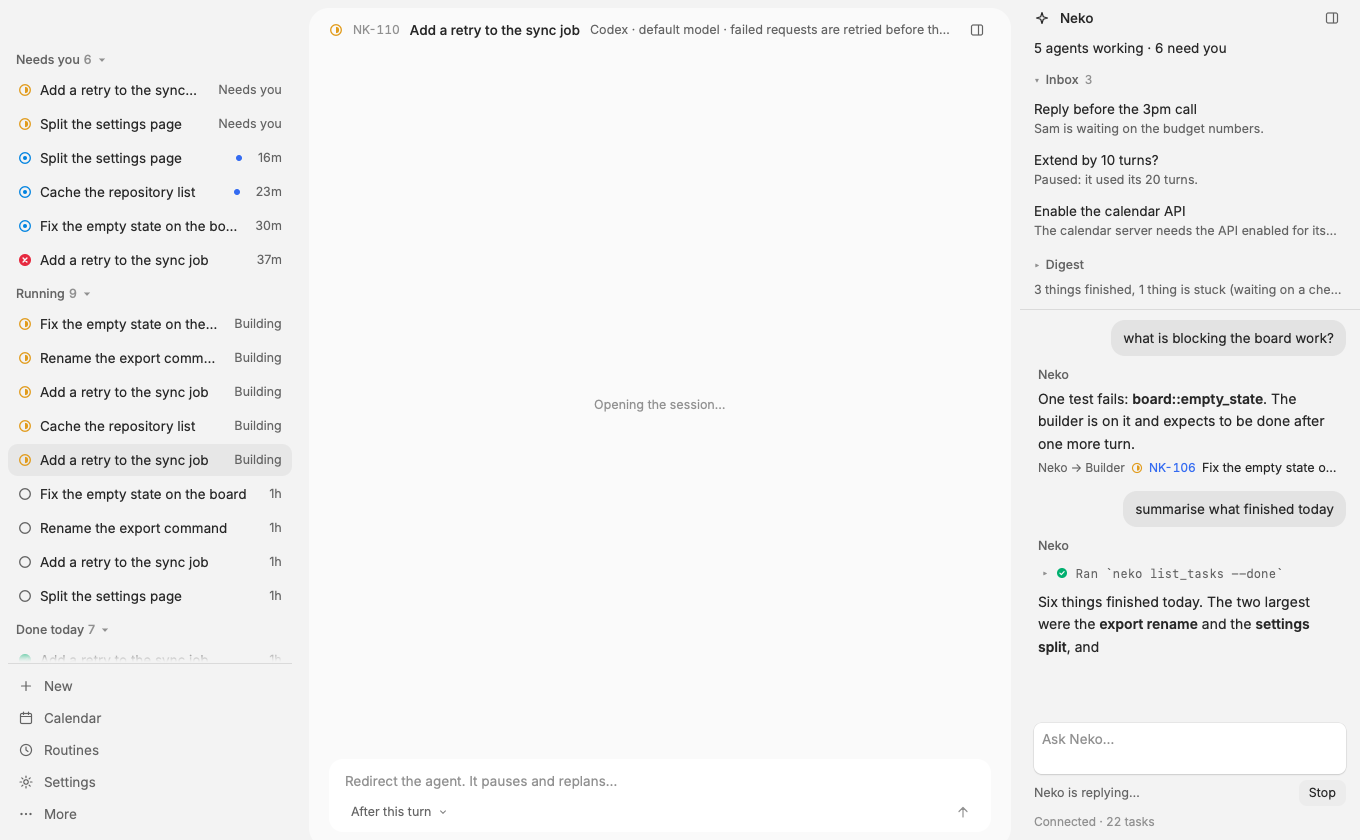 Needs you 6
Add a retry to the sync... Needs you
Split the settings page Needs you
Split the settings page 16m
Cache the repository list 23m
Fix the empty state on the bo... 30m
Add a retry to the sync job 37m
Running 9
Fix the empty state on the... Building
Rename the export comm... Building
Add a retry to the sync job Building
Cache the repository list Building
Add a retry to the sync job Building
Fix the empty state on the board 1h
Rename the export command 1h
Add a retry to the sync job 1h
Split the settings page 1h
Done today 7
Add a retry to the sync job 1h
New
Calendar
Routines
Settings
More
NK-110 Add a retry to the sync job Codex · default model · failed requests are retried before th...
Opening the session...
Redirect the agent. It pauses and replans...
After this turn
Neko
5 agents working · 6 need you
Inbox 3
Reply before the 3pm call
Sam is waiting on the budget numbers.
Extend by 10 turns?
Paused: it used its 20 turns.
Enable the calendar API
The calendar server needs the API enabled for its...
Digest
3 things finished, 1 thing is stuck (waiting on a che...
what is blocking the board work?
Neko
One test fails: board::empty_state. The
builder is on it and expects to be done after
one more turn.
Neko → Builder NK-106 Fix the empty state o...
summarise what finished today
Neko
Ran `neko list_tasks --done`
Six things finished today. The two largest
were the export rename and the settings
split, and
Ask Neko...
Neko is replying... Stop
Connected · 22 tasks